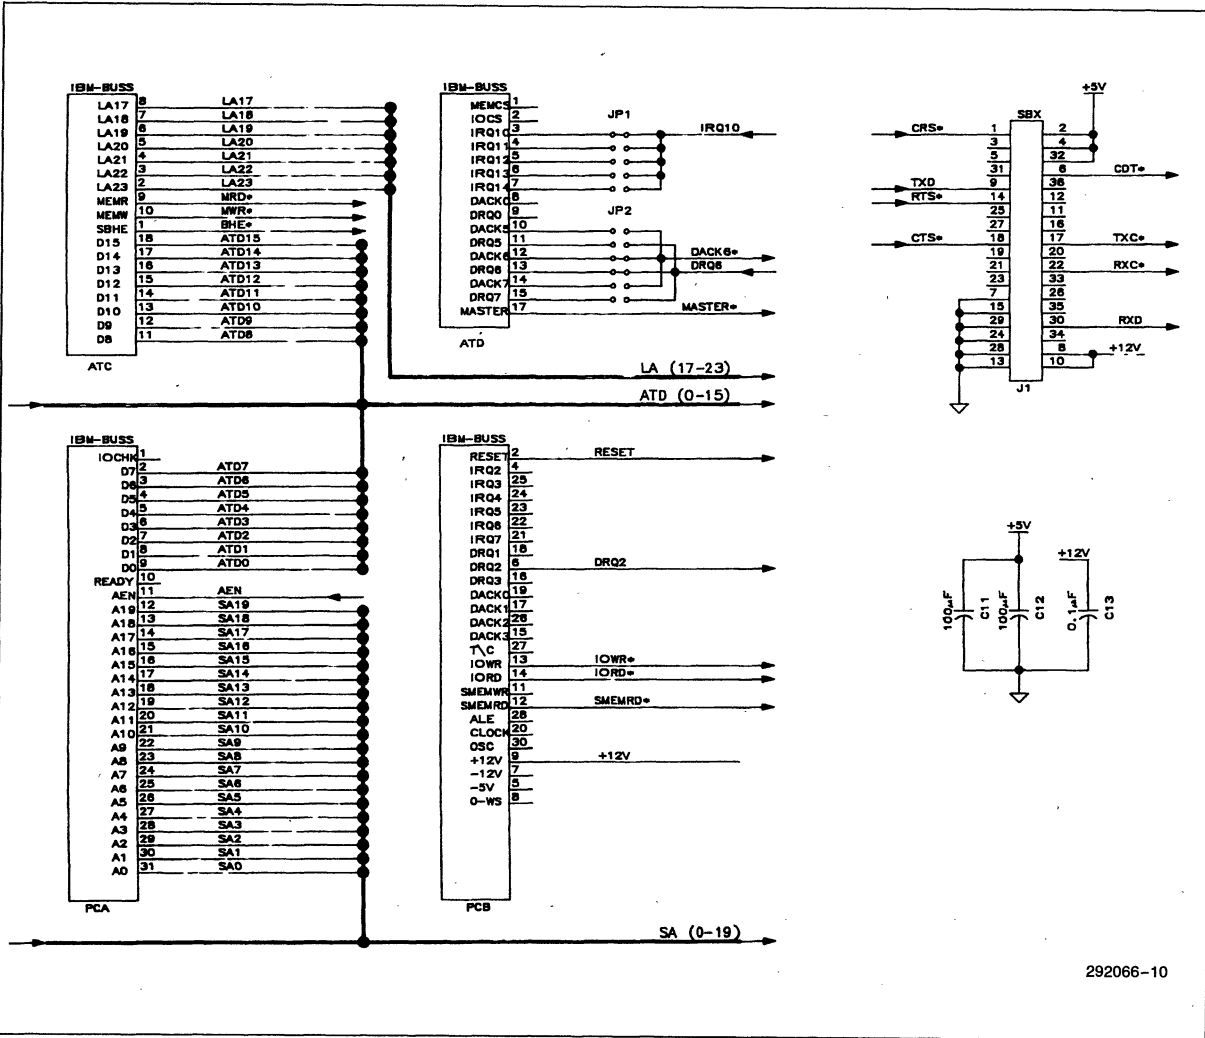 IBM-BUSS
LA17 8 LA17
LA18 7 LA18
LA19 6 LA19
LA20 5 LA20
LA21 4 LA21
LA22 3 LA22
LA23 2 LA23
MEMR 9 MRD*
MEMW 10 MWR*
SBHE 1 BHE*
D15 18 ATD15
D14 17 ATD14
D13 16 ATD13
D12 15 ATD12
D11 14 ATD11
D10 13 ATD10
D9 12 ATD9
D8 11 ATD8
ATC
IBM-BUSS
MEMCS 1
IOCS 2
IRQ10 3
IRQ11 4
IRQ12 5
IRQ13 6
IRQ14 7
DACK0 8
DRQ0 9
DACK5 10
DRQ5 11
DACK6 12
DRQ6 13
DACK7 14
DRQ7 15
MASTER 17
ATD
JP1
IRQ10
JP2
DACK6*
DRQ6
MASTER*
LA (17-23)
ATD (0-15)
+5V
SBX
CRS* 1 2
3 4
5 32
31 6 CDT*
TXD 9 36
RTS* 14 12
25 11
27 16
CTS* 18 17 TXC*
19 20
21 22 RXC*
23 33
7 26
15 35
29 30 RXD
24 34
28 8 +12V
13 10
J1
IBM-BUSS
IOCHK 1
D7 2 ATD7
D6 3 ATD6
D5 4 ATD5
D4 5 ATD4
D3 6 ATD3
D2 7 ATD2
D1 8 ATD1
D0 9 ATD0
READY 10
AEN 11 AEN
A19 12 SA19
A18 13 SA18
A17 14 SA17
A16 15 SA16
A15 16 SA15
A14 17 SA14
A13 18 SA13
A12 19 SA12
A11 20 SA11
A10 21 SA10
A9 22 SA9
A8 23 SA8
A7 24 SA7
A6 25 SA6
A5 26 SA5
A4 27 SA4
A3 28 SA3
A2 29 SA2
A1 30 SA1
A0 31 SA0
PCA
IBM-BUSS
RESET 2 RESET
IRQ2 4
IRQ3 25
IRQ4 24
IRQ5 23
IRQ6 22
IRQ7 21
DRQ1 18
DRQ2 6 DRQ2
DRQ3 16
DACK0 19
DACK1 17
DACK2 26
DACK3 15
T\C 27
IOWR 13 IOWR*
IORD 14 IORD*
SMEMWR 11
SMEMRD 12 SMEMRD*
ALE 28
CLOCK 20
OSC 30
+12V 9 +12V
-12V 7
-5V 5
0-WS 8
PCB
+5V
+12V
100µF C11
100µF C12
0.1µF C13
SA (0-19)
292066-10